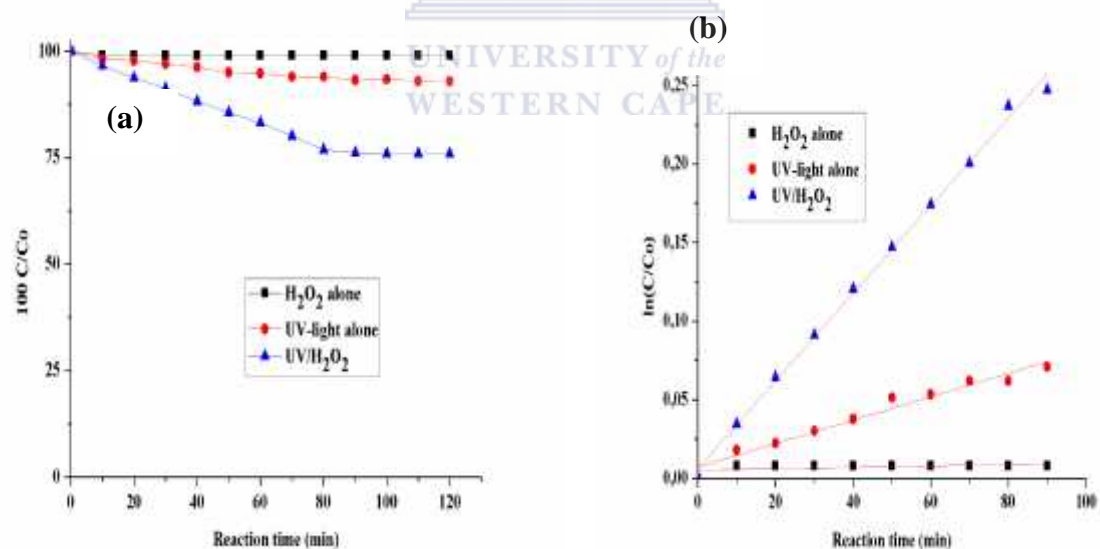 UNIVERSITY of the
WESTERN CAPE
(a)
100 C/Co
100
75
50
25
0
0 20 40 60 80 100 120
Reaction time (min)
H2O2 alone
UV-light alone
UV/H2O2
(b)
ln(C/Co)
0,25
0,20
0,15
0,10
0,05
0,00
0 20 40 60 80 100
Reaction time (min)
H2O2 alone
UV-light alone
UV/H2O2